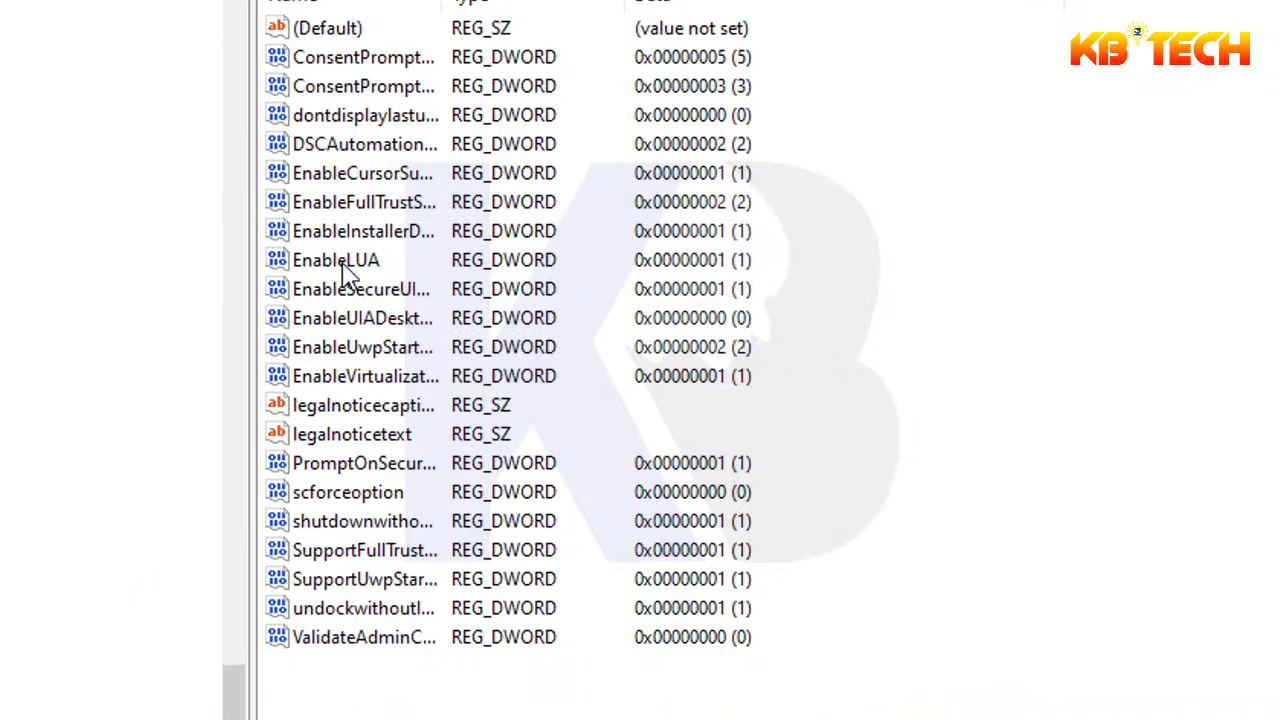 KB TECH
(Default) REG_SZ (value not set)
ConsentPrompt... REG_DWORD 0x00000005 (5)
ConsentPrompt... REG_DWORD 0x00000003 (3)
dontdisplaylastu... REG_DWORD 0x00000000 (0)
DSCAutomation... REG_DWORD 0x00000002 (2)
EnableCursorSu... REG_DWORD 0x00000001 (1)
EnableFullTrustS... REG_DWORD 0x00000002 (2)
EnableInstallerD... REG_DWORD 0x00000001 (1)
EnableLUA REG_DWORD 0x00000001 (1)
EnableSecureUI... REG_DWORD 0x00000001 (1)
EnableUIADeskt... REG_DWORD 0x00000000 (0)
EnableUwpStart... REG_DWORD 0x00000002 (2)
EnableVirtualizat... REG_DWORD 0x00000001 (1)
legalnoticecapti... REG_SZ
legalnoticetext REG_SZ
PromptOnSecur... REG_DWORD 0x00000001 (1)
scforceoption REG_DWORD 0x00000000 (0)
shutdownwitho... REG_DWORD 0x00000001 (1)
SupportFullTrust... REG_DWORD 0x00000001 (1)
SupportUwpStar... REG_DWORD 0x00000001 (1)
undockwithoutl... REG_DWORD 0x00000001 (1)
ValidateAdminC... REG_DWORD 0x00000000 (0)